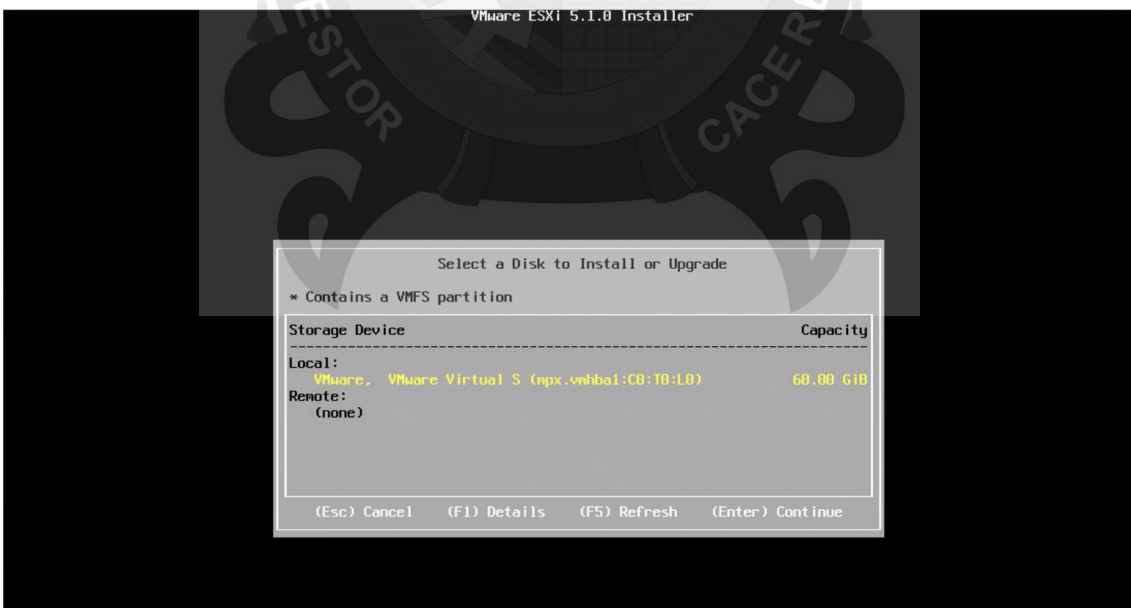 VMware ESXi 5.1.0 Installer
ESTOR
CACER
Select a Disk to Install or Upgrade
* Contains a VMFS partition
Storage Device Capacity
Local:
VMware, VMware Virtual S (mpx.vmhba1:C0:T0:L0) 60.00 GiB
Remote:
(none)
(Esc) Cancel (F1) Details (F5) Refresh (Enter) Continue